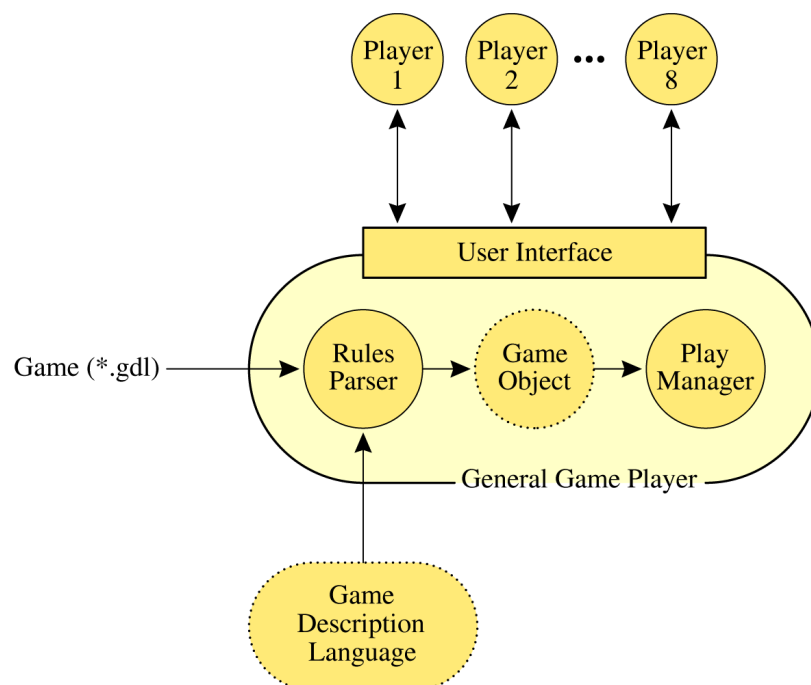 Player
1
Player
2
...
Player
8
User Interface
Game (*.gdl)
Rules
Parser
Game
Object
Play
Manager
General Game Player
Game
Description
Language